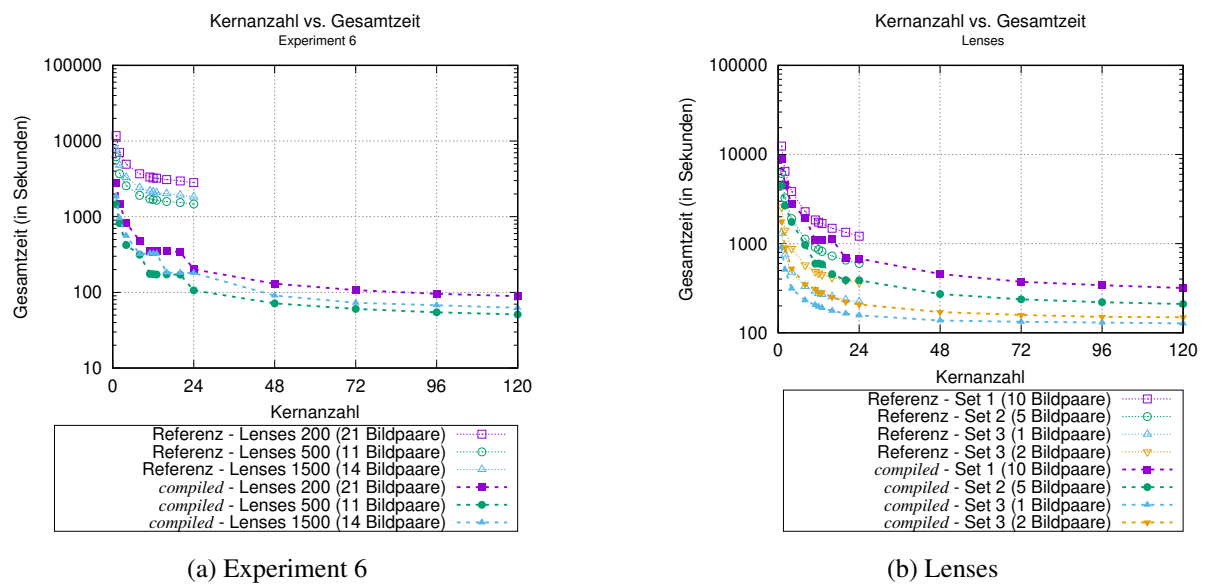 Kernanzahl vs. Gesamtzeit
Experiment 6
Gesamtzeit (in Sekunden)
100000
10000
1000
100
10
0 24 48 72 96 120
Kernanzahl
Referenz - Lenses 200 (21 Bildpaare)
Referenz - Lenses 500 (11 Bildpaare)
Referenz - Lenses 1500 (14 Bildpaare)
compiled - Lenses 200 (21 Bildpaare)
compiled - Lenses 500 (11 Bildpaare)
compiled - Lenses 1500 (14 Bildpaare)
(a) Experiment 6
Kernanzahl vs. Gesamtzeit
Lenses
Gesamtzeit (in Sekunden)
100000
10000
1000
100
0 24 48 72 96 120
Kernanzahl
Referenz - Set 1 (10 Bildpaare)
Referenz - Set 2 (5 Bildpaare)
Referenz - Set 3 (1 Bildpaare)
Referenz - Set 3 (2 Bildpaare)
compiled - Set 1 (10 Bildpaare)
compiled - Set 2 (5 Bildpaare)
compiled - Set 3 (1 Bildpaare)
compiled - Set 3 (2 Bildpaare)
(b) Lenses